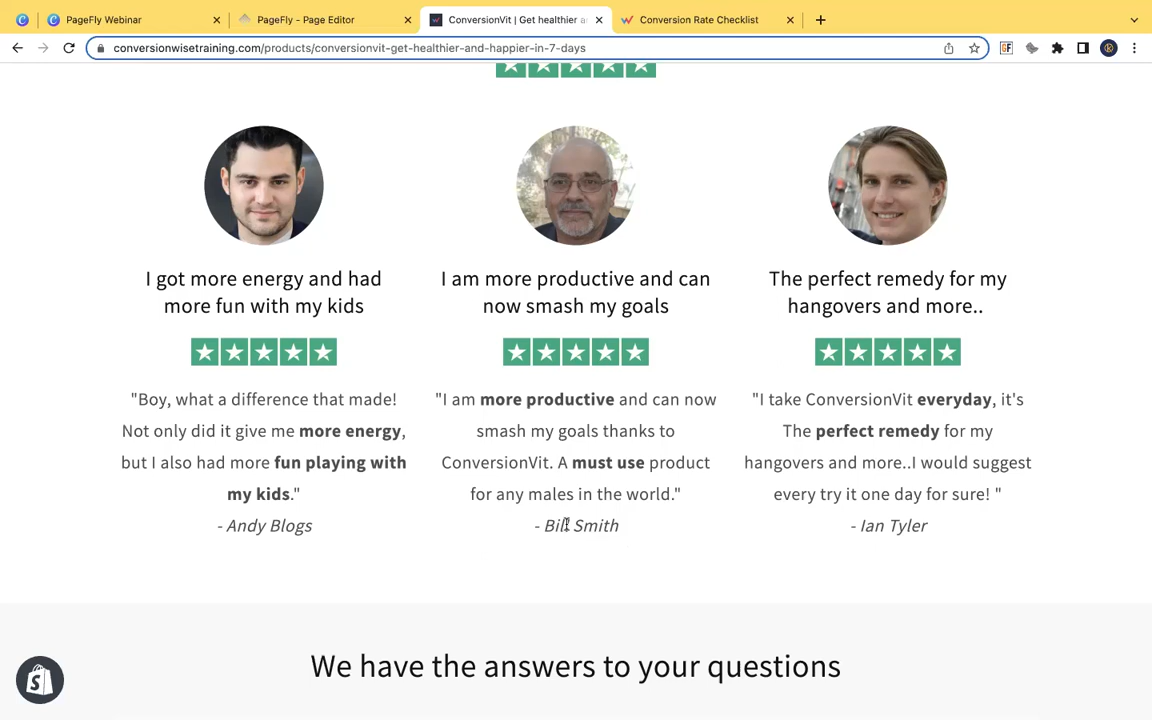 PageFly Webinar
PageFly - Page Editor
ConversionVit | Get healthier a
Conversion Rate Checklist
conversionwisetraining.com/products/conversionvit-get-healthier-and-happier-in-7-days
I got more energy and had
more fun with my kids
"Boy, what a difference that made!
Not only did it give me more energy,
but I also had more fun playing with
my kids."
- Andy Blogs
I am more productive and can
now smash my goals
"I am more productive and can now
smash my goals thanks to
ConversionVit. A must use product
for any males in the world."
- Bill Smith
The perfect remedy for my
hangovers and more..
"I take ConversionVit everyday, it's
The perfect remedy for my
hangovers and more..I would suggest
every try it one day for sure! "
- Ian Tyler
We have the answers to your questions